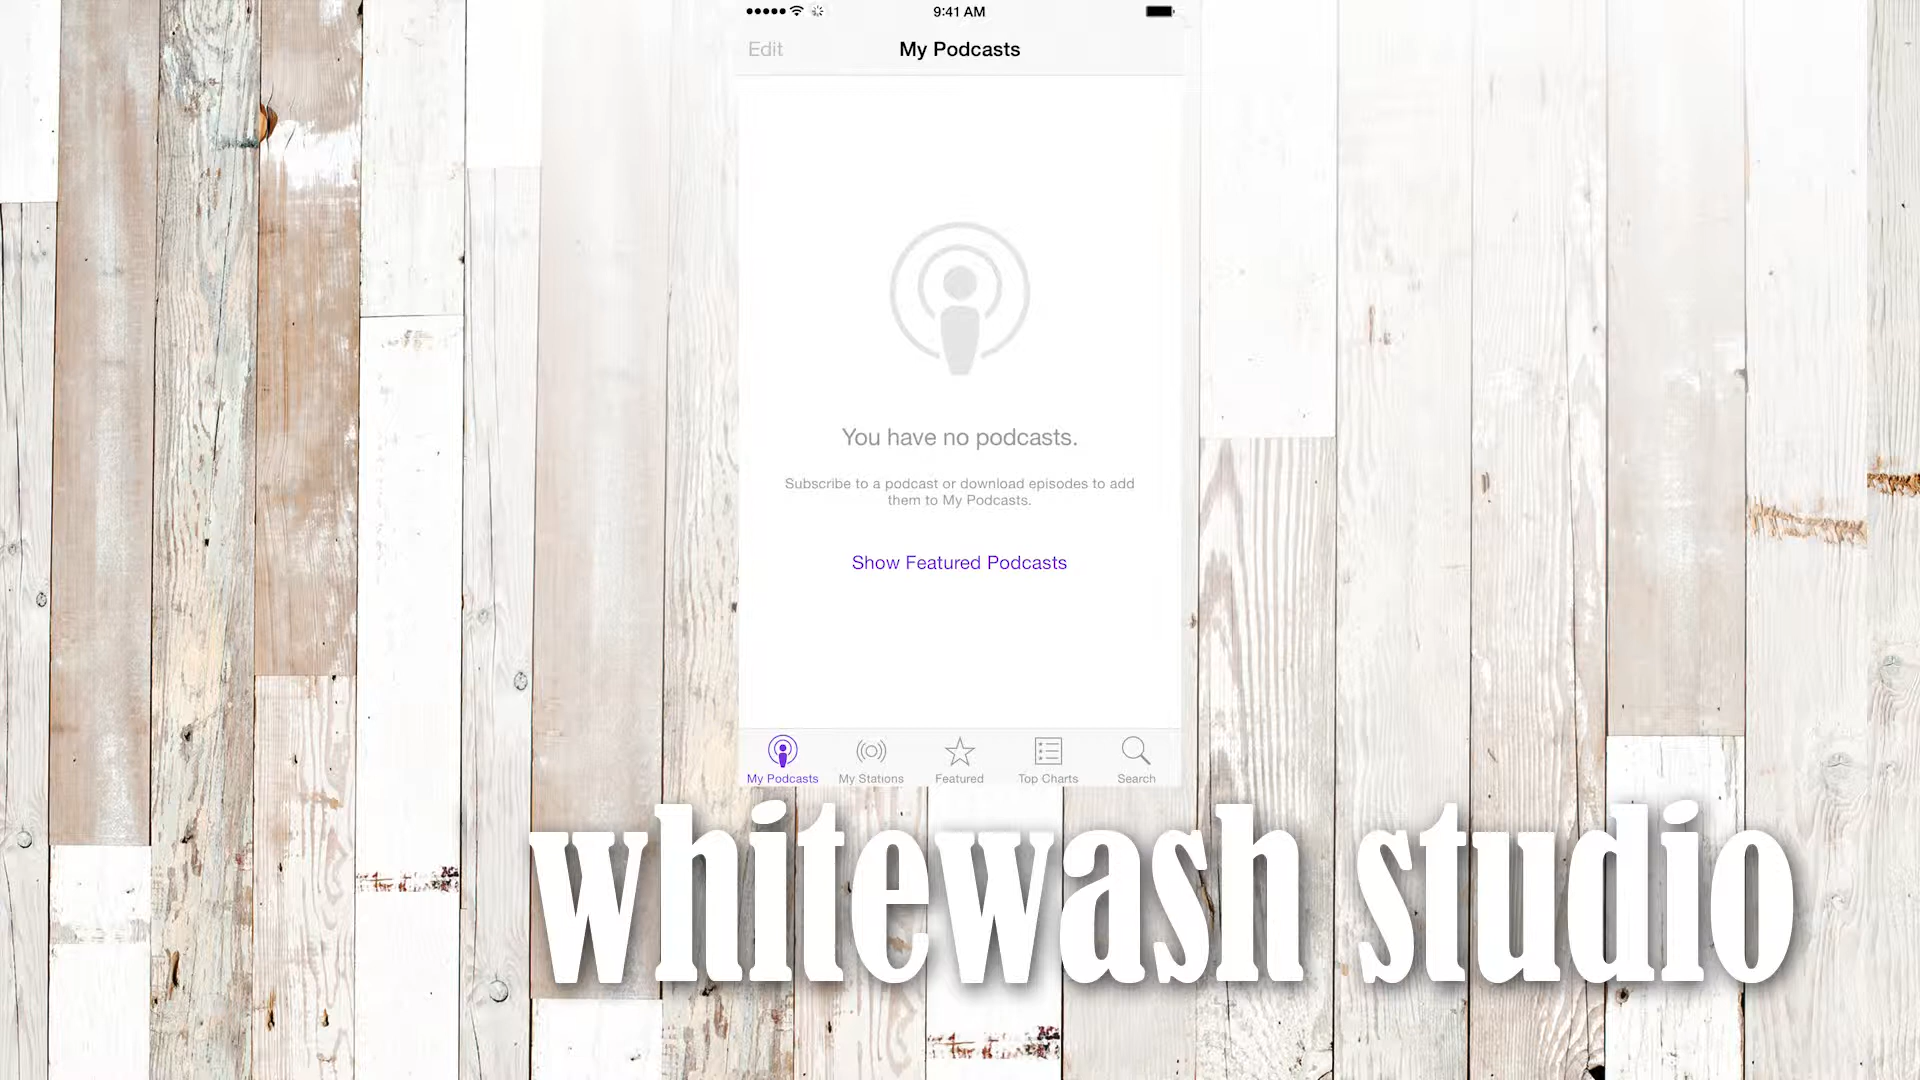 9:41 AM
Edit
My Podcasts
You have no podcasts.
Subscribe to a podcast or download episodes to add
them to My Podcasts.
Show Featured Podcasts
My Podcasts
My Stations
Featured
Top Charts
Search
whitewash studio